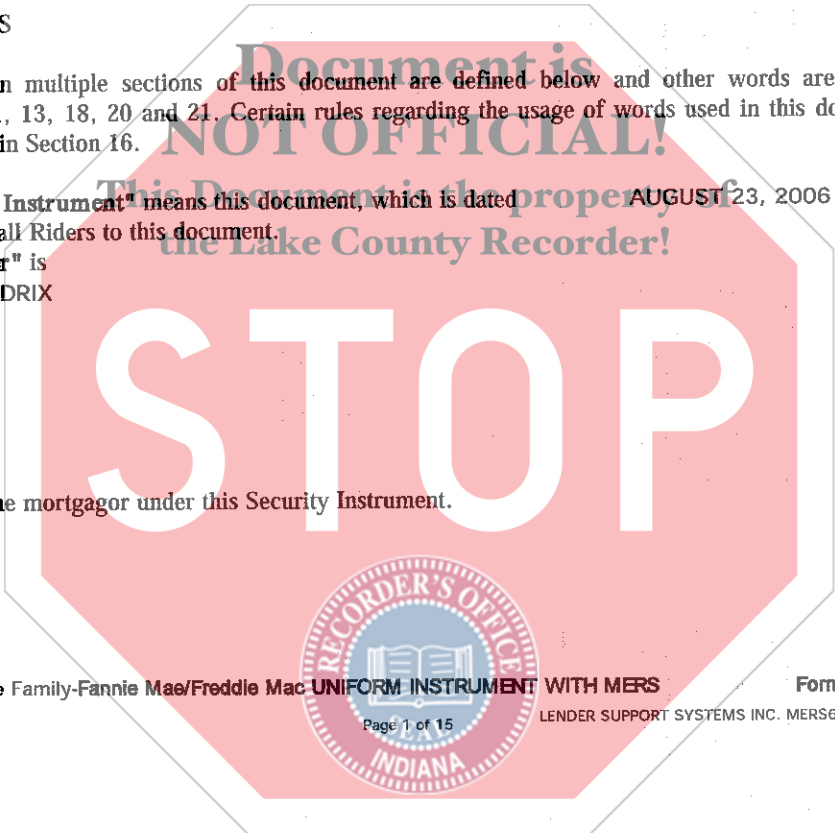 S
n multiple sections of this document are defined below and other words are
., 13, 18, 20 and 21. Certain rules regarding the usage of words used in this do
in Section 16.
Instrument" means this document, which is dated AUGUST 23, 2006
all Riders to this document.
r" is
DRIX
e mortgagor under this Security Instrument.
e Family-Fannie Mae/Freddie Mac UNIFORM INSTRUMENT WITH MERS Form
Page 1 of 15
LENDER SUPPORT SYSTEMS INC. MERS6
Document is
NOT OFFICIAL!
This Document is the property of
the Lake County Recorder!
STOP
RECORDER'S OFFICE
SEAL
INDIANA